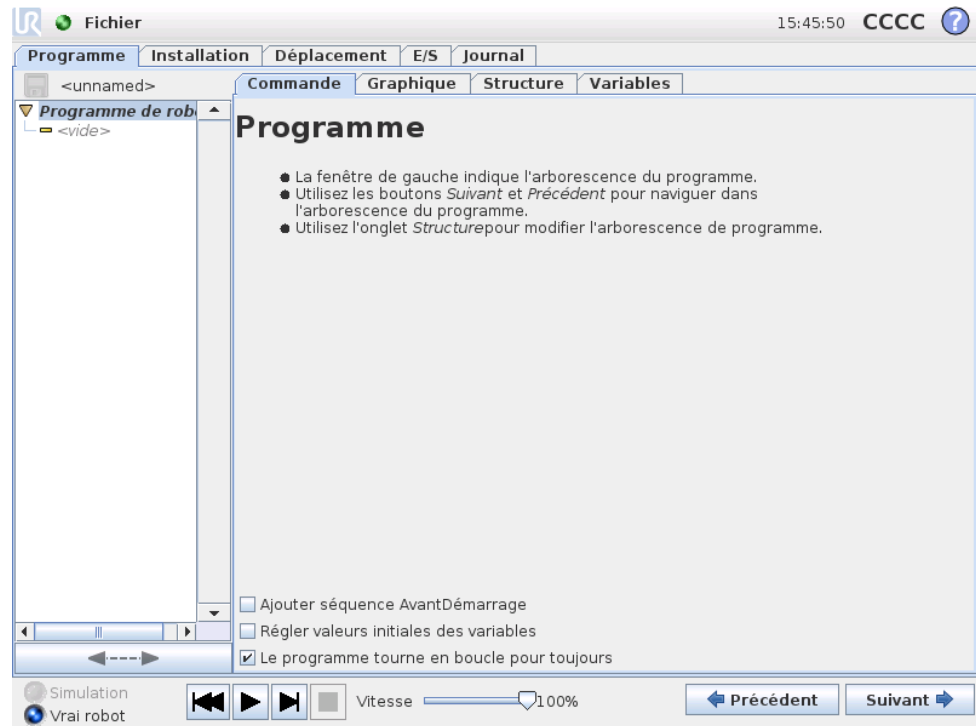 Fichier
15:45:50 CCCC ?
Programme Installation Déplacement E/S Journal
<unnamed>
Commande Graphique Structure Variables
Programme de rob
<vide>
Programme
La fenêtre de gauche indique l'arborescence du programme.
Utilisez les boutons Suivant et Précédent pour naviguer dans
l'arborescence du programme.
Utilisez l'onglet Structurepour modifier l'arborescence de programme.
Ajouter séquence AvantDémarrage
Régler valeurs initiales des variables
Le programme tourne en boucle pour toujours
Simulation
Vrai robot
Vitesse 100%
Précédent Suivant